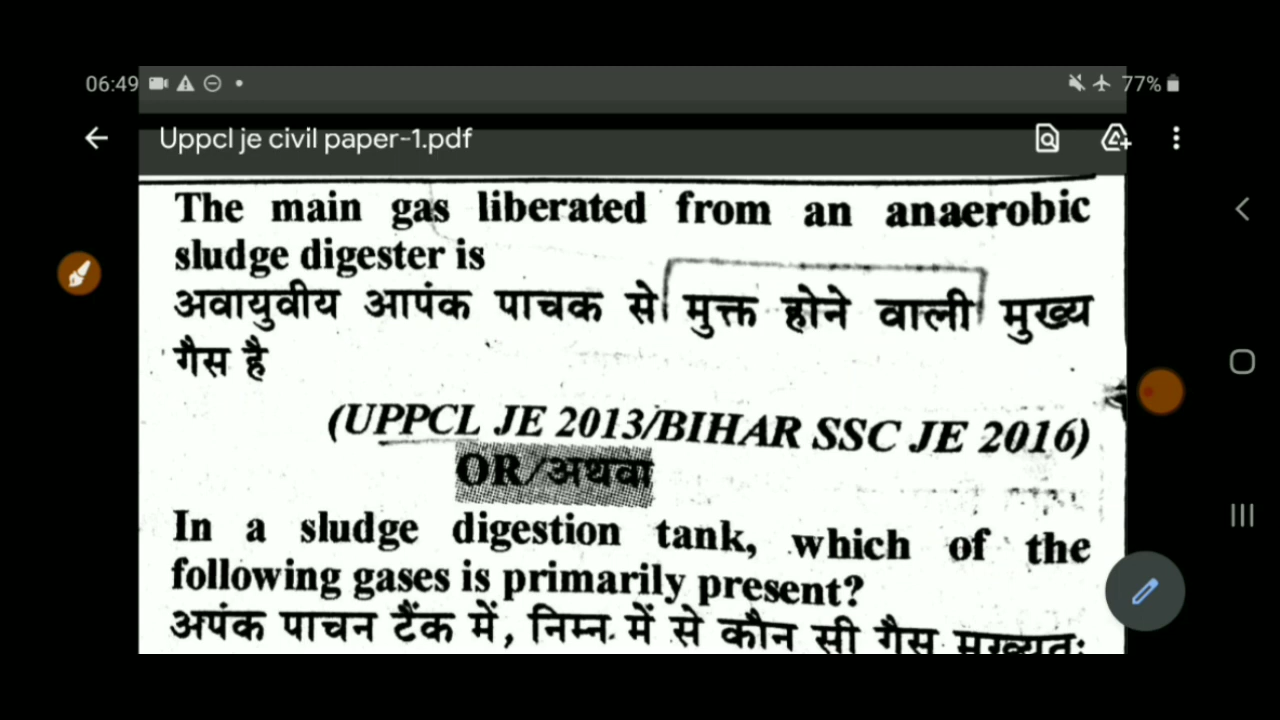 06:49 77%
Uppcl je civil paper-1.pdf
The main gas liberated from an anaerobic
sludge digester is
अवायुवीय आपंक पाचक से मुक्त होने वाली मुख्य
गैस है
(UPPCL JE 2013/BIHAR SSC JE 2016)
OR/अथवा
In a sludge digestion tank, which of the
following gases is primarily present?
अपंक पाचन टैंक में, निम्न में से कौन सी गैस मुख्यतः